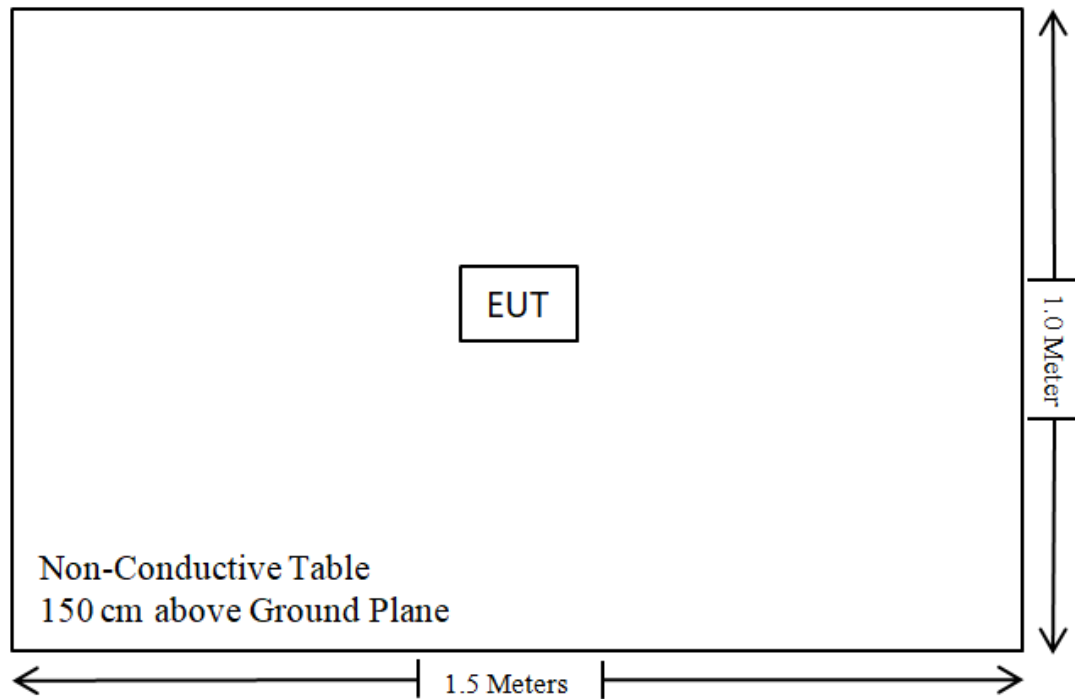 EUT
1.0 Meter
Non-Conductive Table
150 cm above Ground Plane
1.5 Meters